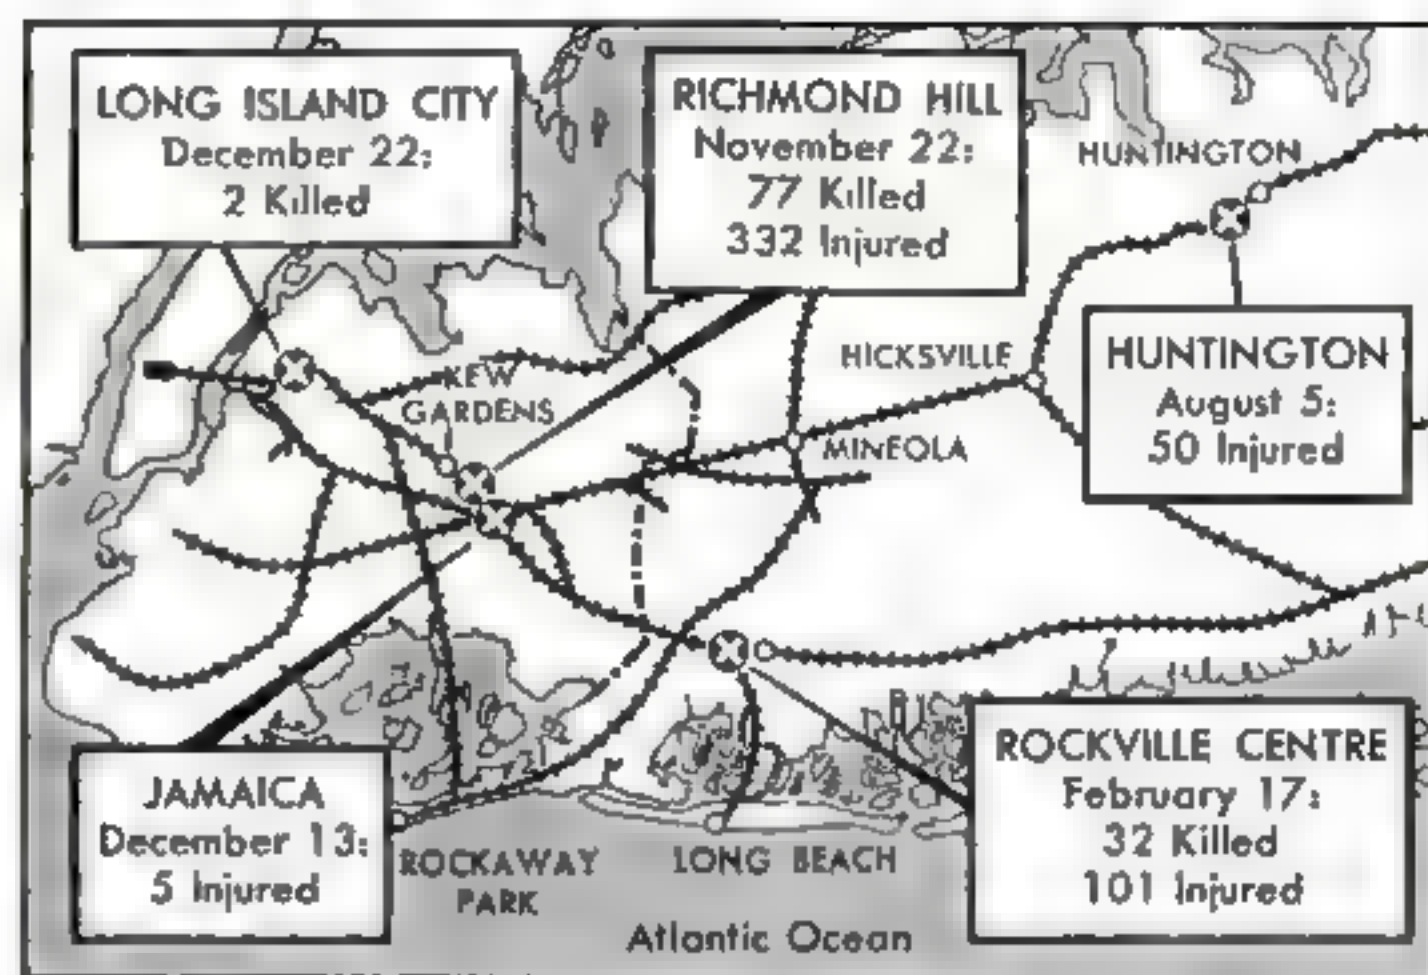 LONG ISLAND CITY
December 22:
2 Killed
RICHMOND HILL
November 22:
77 Killed
332 Injured
HUNTINGTON
HUNTINGTON
August 5:
50 Injured
HICKSVILLE
KEW
GARDENS
MINEOLA
JAMAICA
December 13:
5 Injured
ROCKAWAY
PARK
LONG BEACH
ROCKVILLE CENTRE
February 17:
32 Killed
101 Injured
Atlantic Ocean